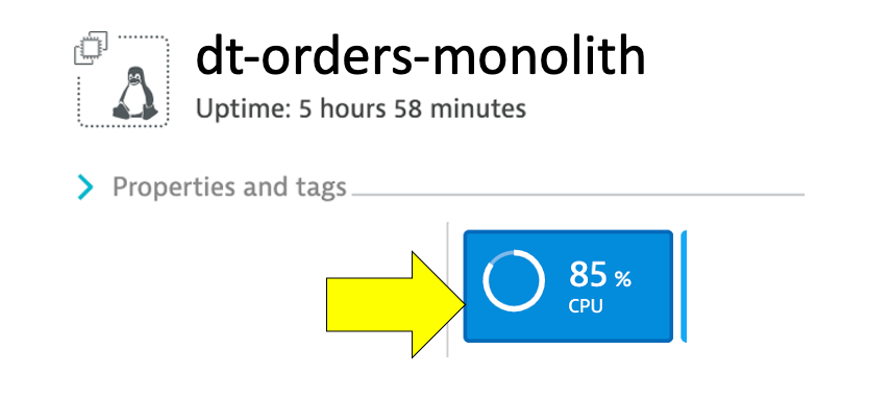 dt-orders-monolith
Uptime: 5 hours 58 minutes
Properties and tags
85 %
CPU